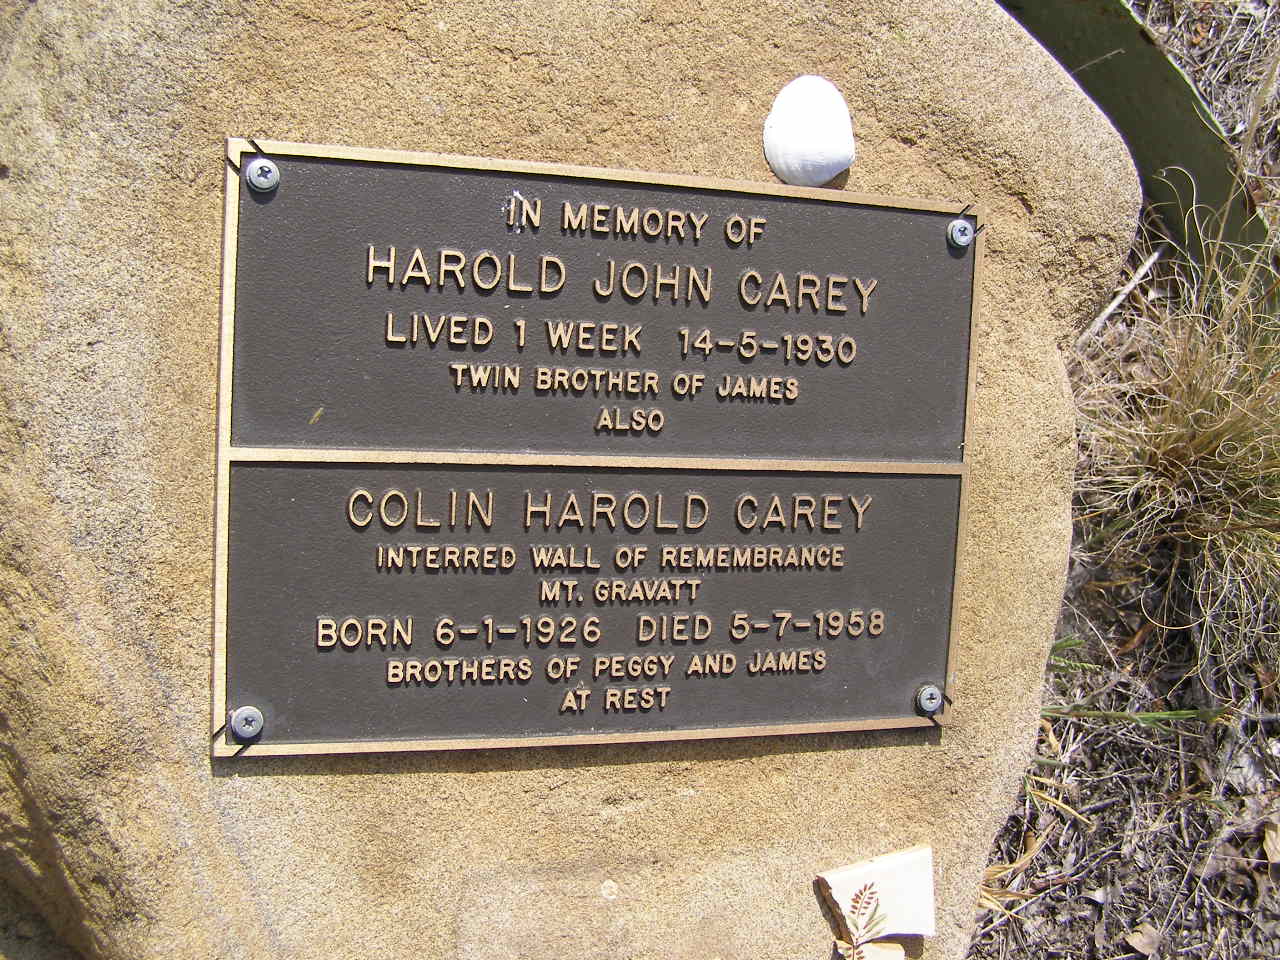 IN MEMORY OF
HAROLD JOHN CAREY
LIVED 1 WEEK 14-5-1930
TWIN BROTHER OF JAMES
ALSO
COLIN HAROLD CAREY
INTERRED WALL OF REMEMBRANCE
MT. GRAVATT
BORN 6-1-1926 DIED 5-7-1958
BROTHERS OF PEGGY AND JAMES
AT REST